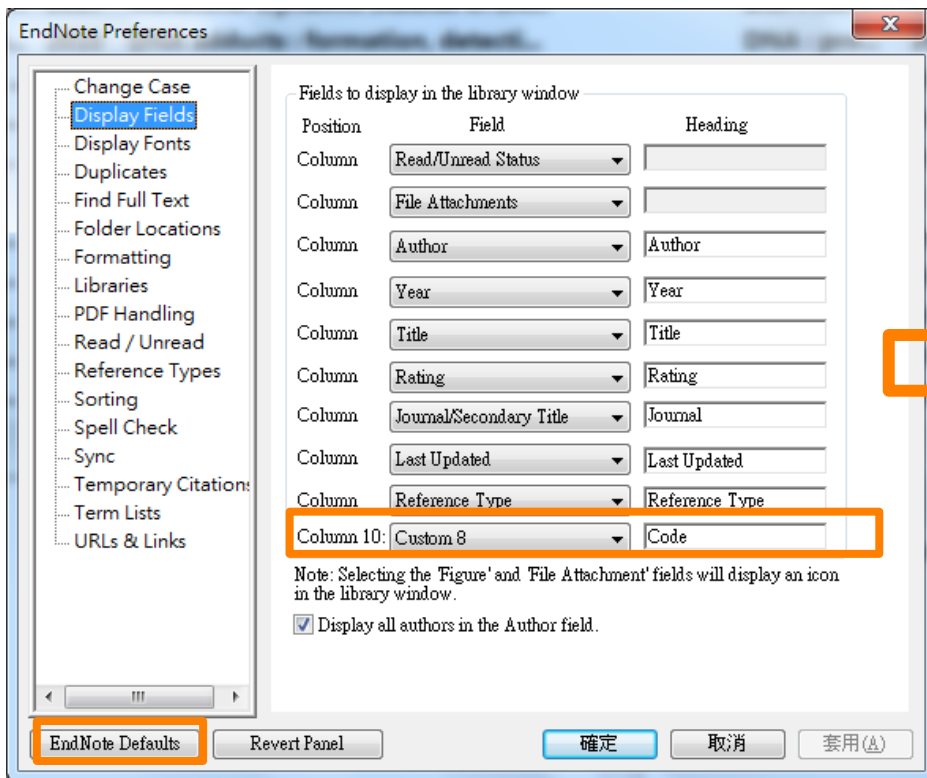 EndNote Preferences
Change Case
Display Fields
Display Fonts
Duplicates
Find Full Text
Folder Locations
Formatting
Libraries
PDF Handling
Read / Unread
Reference Types
Sorting
Spell Check
Sync
Temporary Citation
Term Lists
URLs & Links
Fields to display in the library window
Position Field Heading
Column Read/Unread Status
Column File Attachments
Column Author Author
Column Year Year
Column Title Title
Column Rating Rating
Column Journal/Secondary Title Journal
Column Last Updated Last Updated
Column Reference Type Reference Type
Column 10: Custom 8 Code
Note: Selecting the 'Figure' and 'File Attachment' fields will display an icon
in the library window.
Display all authors in the Author field.
EndNote Defaults Revert Panel 確定 取消 套用(A)